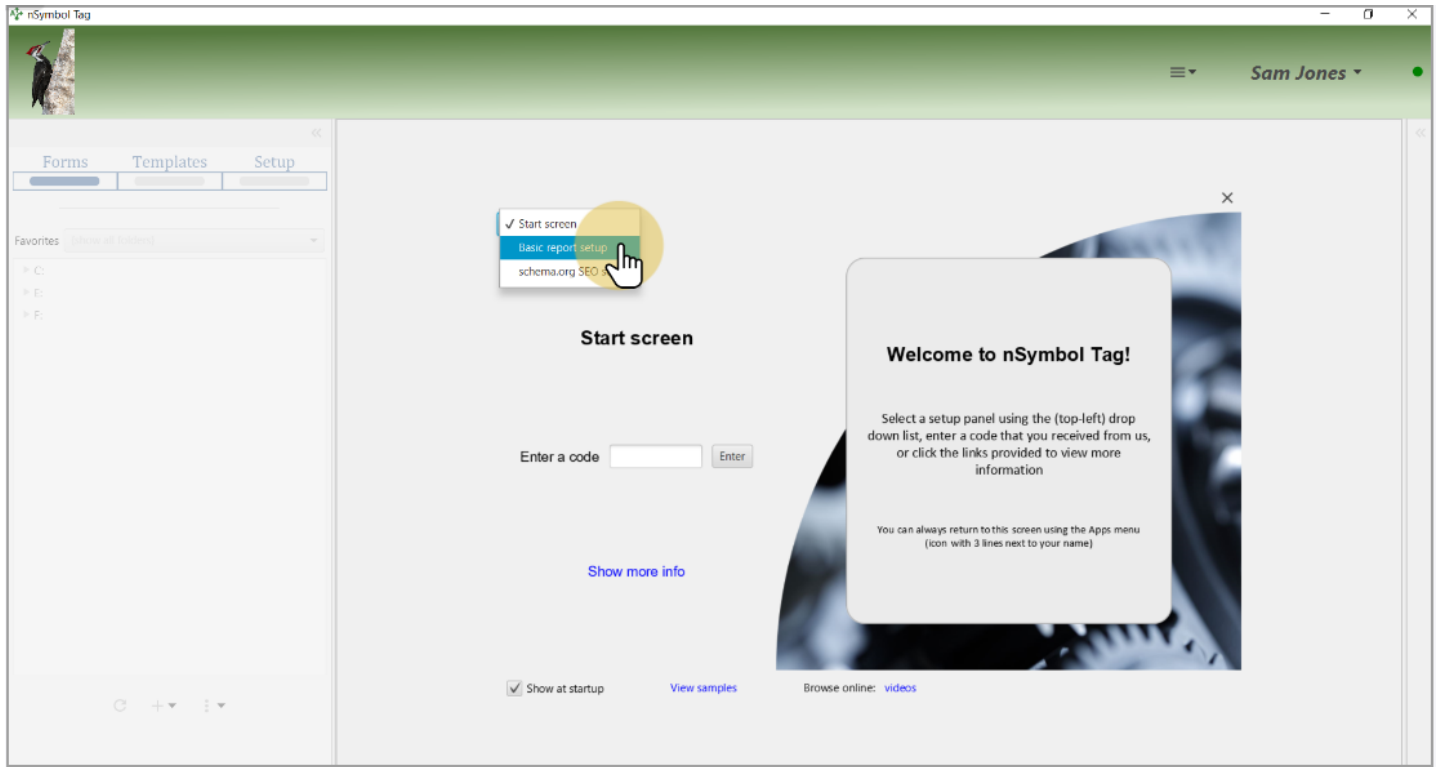 nSymbol Tag
Sam Jones
Forms Templates Setup
Favorites Show all folders
C:
E:
F:
✓ Start screen
Basic report setup
schema.org SEO
Start screen
Enter a code Enter
Show more info
Welcome to nSymbol Tag!
Select a setup panel using the (top-left) drop
down list, enter a code that you received from us,
or click the links provided to view more
information
You can always return to this screen using the Apps menu
(icon with 3 lines next to your name)
Show at startup View samples Browse online: videos